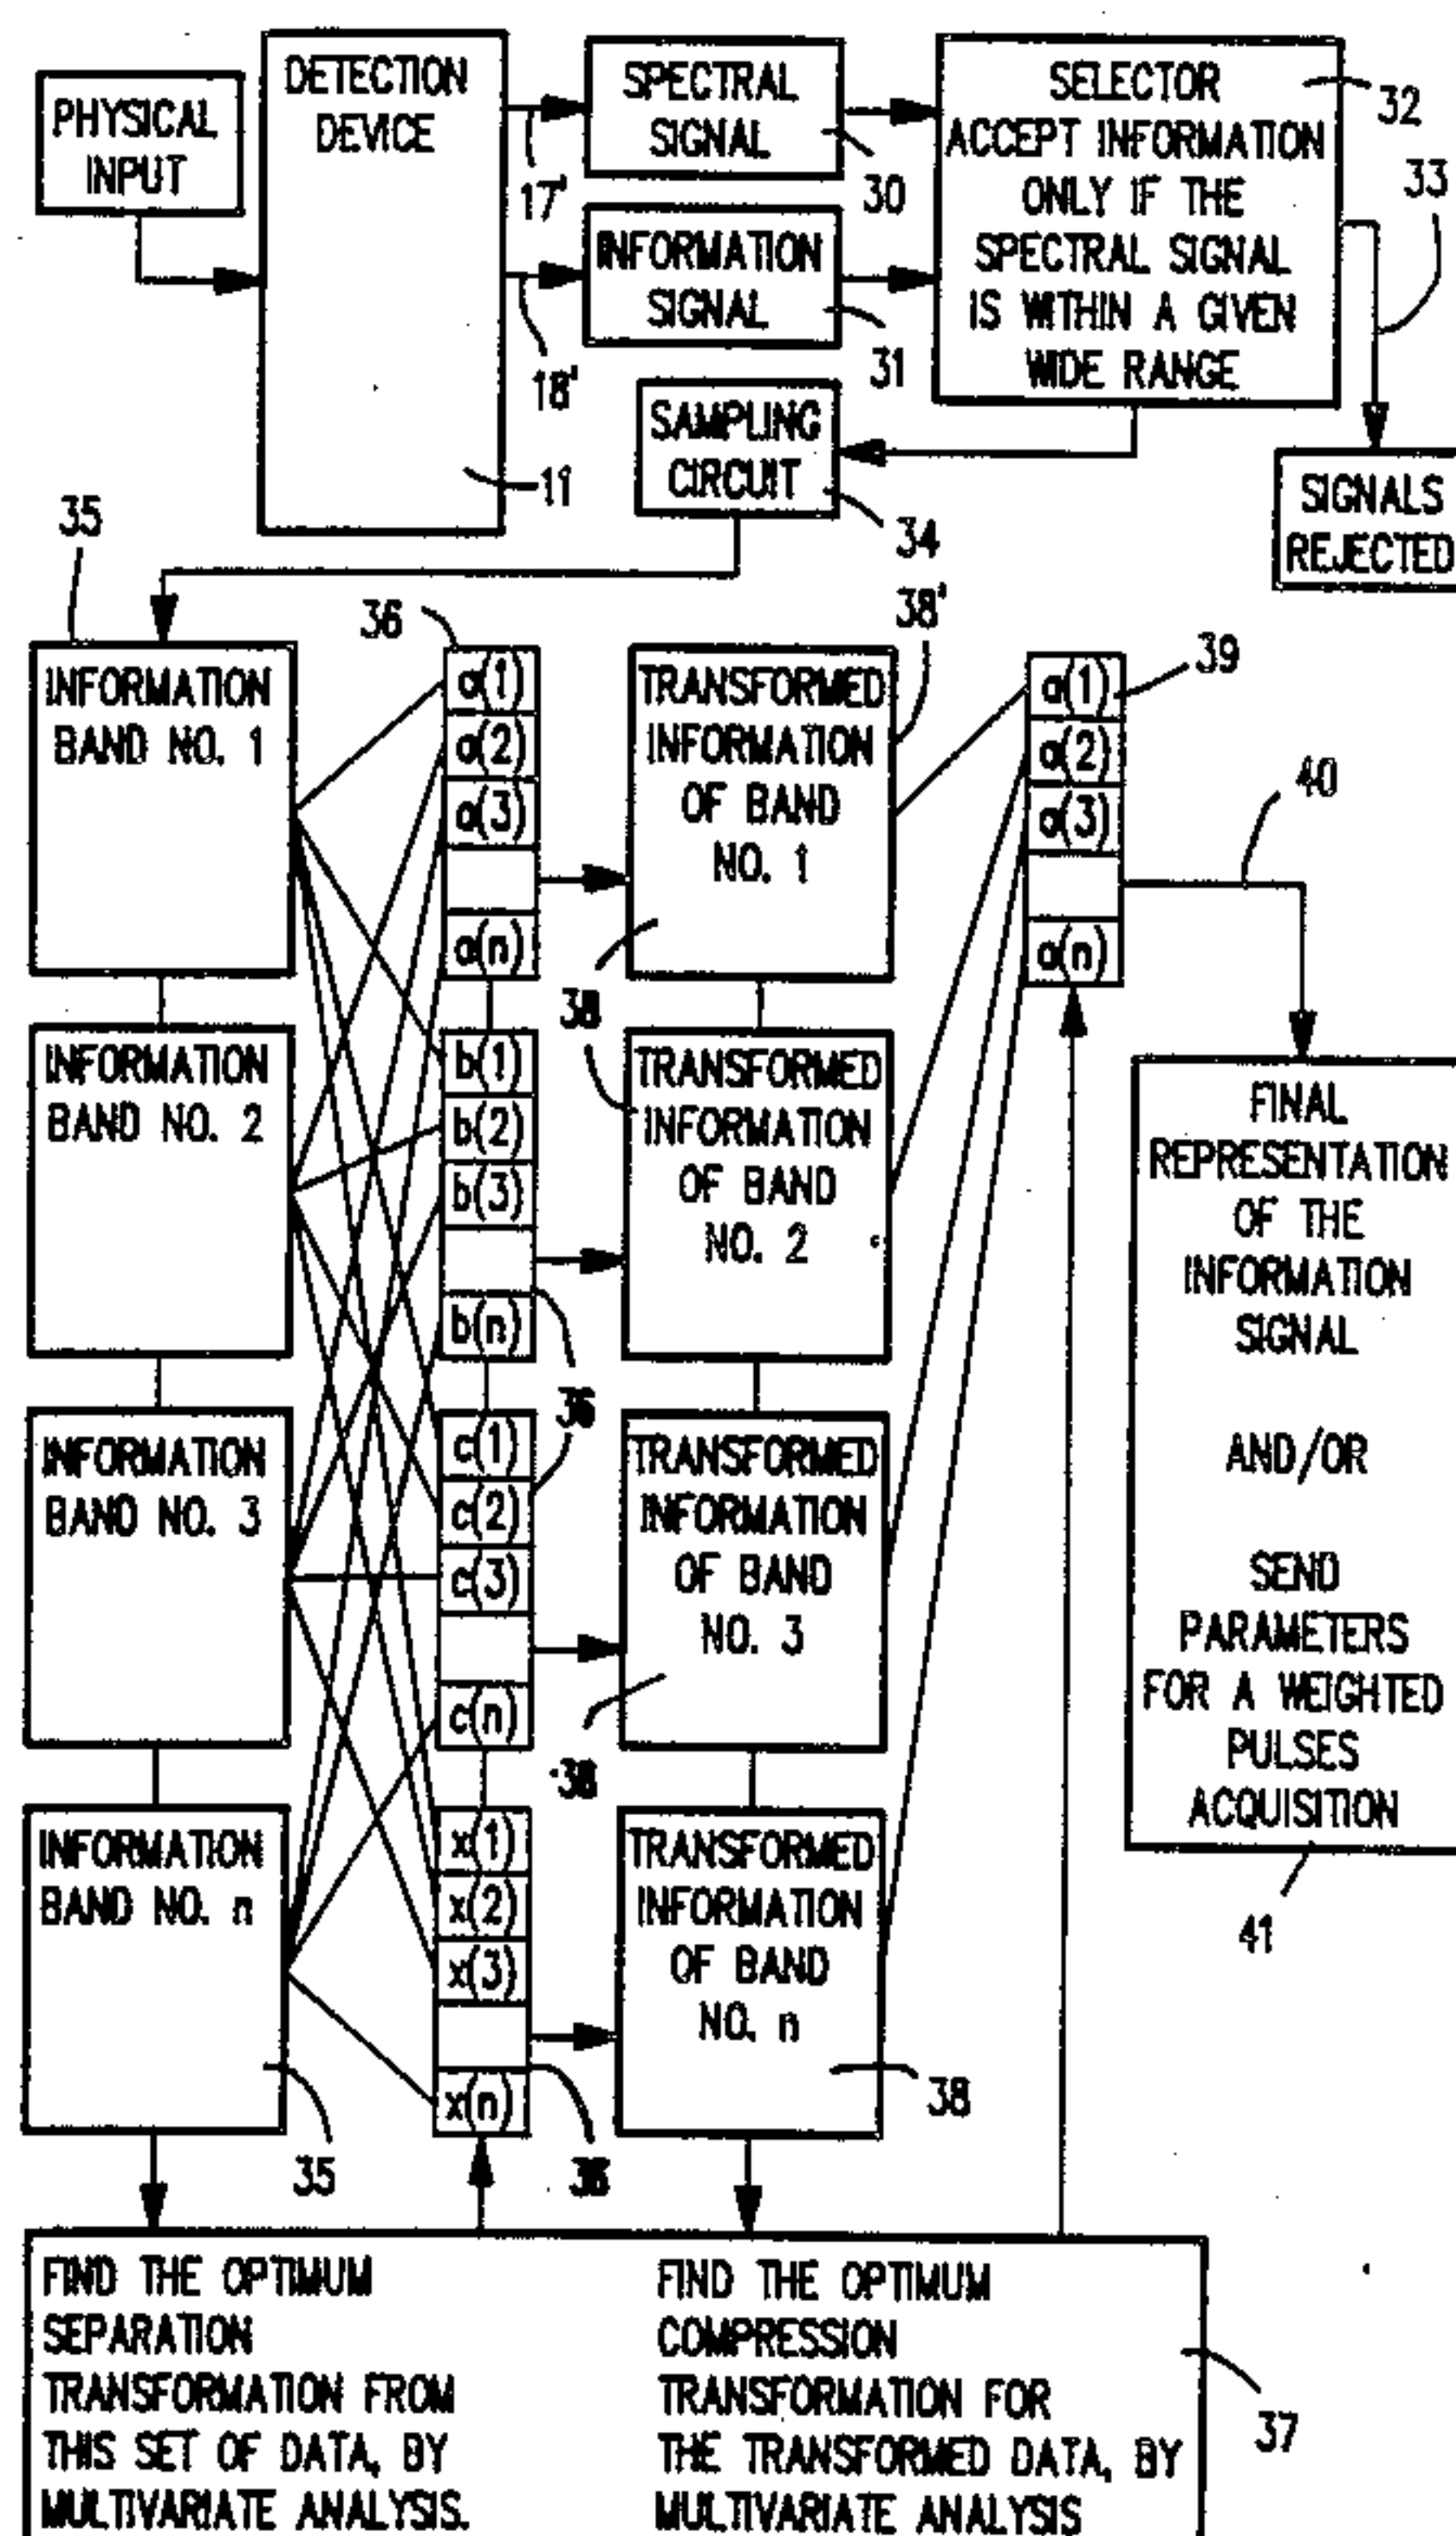 PHYSICAL
INPUT
DETECTION
DEVICE
11
17'
18'
SPECTRAL
SIGNAL
30
INFORMATION
SIGNAL
31
SELECTOR
ACCEPT INFORMATION
ONLY IF THE
SPECTRAL SIGNAL
IS WITHIN A GIVEN
WIDE RANGE
32
33
SIGNALS
REJECTED
SAMPLING
CIRCUIT
34
35
INFORMATION
BAND NO. 1
INFORMATION
BAND NO. 2
INFORMATION
BAND NO. 3
INFORMATION
BAND NO. n
35
36
a(1)
a(2)
a(3)
a(n)
b(1)
b(2)
b(3)
b(n)
36
c(1)
c(2)
c(3)
c(n)
x(1)
x(2)
x(3)
x(n)
36
38'
TRANSFORMED
INFORMATION
OF BAND
NO. 1
38
TRANSFORMED
INFORMATION
OF BAND
NO. 2
TRANSFORMED
INFORMATION
OF BAND
NO. 3
38
TRANSFORMED
INFORMATION
OF BAND
NO. n
38
a(1)
a(2)
a(3)
a(n)
39
40
FINAL
REPRESENTATION
OF THE
INFORMATION
SIGNAL
AND/OR
SEND
PARAMETERS
FOR A WEIGHTED
PULSES
ACQUISITION
41
FIND THE OPTIMUM
SEPARATION
TRANSFORMATION FROM
THIS SET OF DATA, BY
MULTIVARIATE ANALYSIS.
FIND THE OPTIMUM
COMPRESSION
TRANSFORMATION FOR
THE TRANSFORMED DATA, BY
MULTIVARIATE ANALYSIS
37